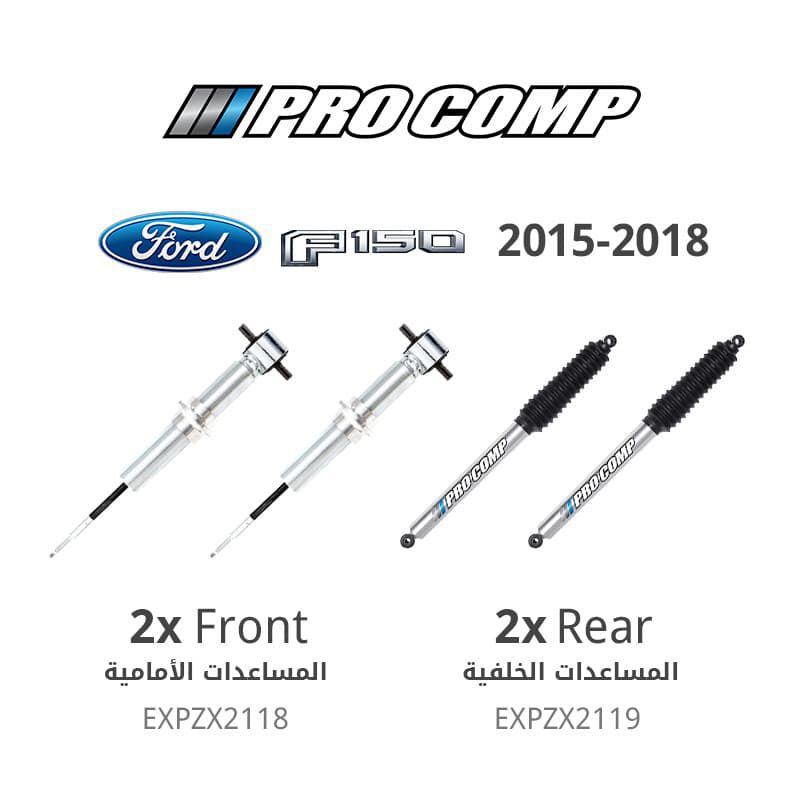 PRO COMP
Ford F150 2015-2018
PRO COMP PRO COMP
2x Front
المساعدات الأمامية
EXPZX2118
2x Rear
المساعدات الخلفية
EXPZX2119